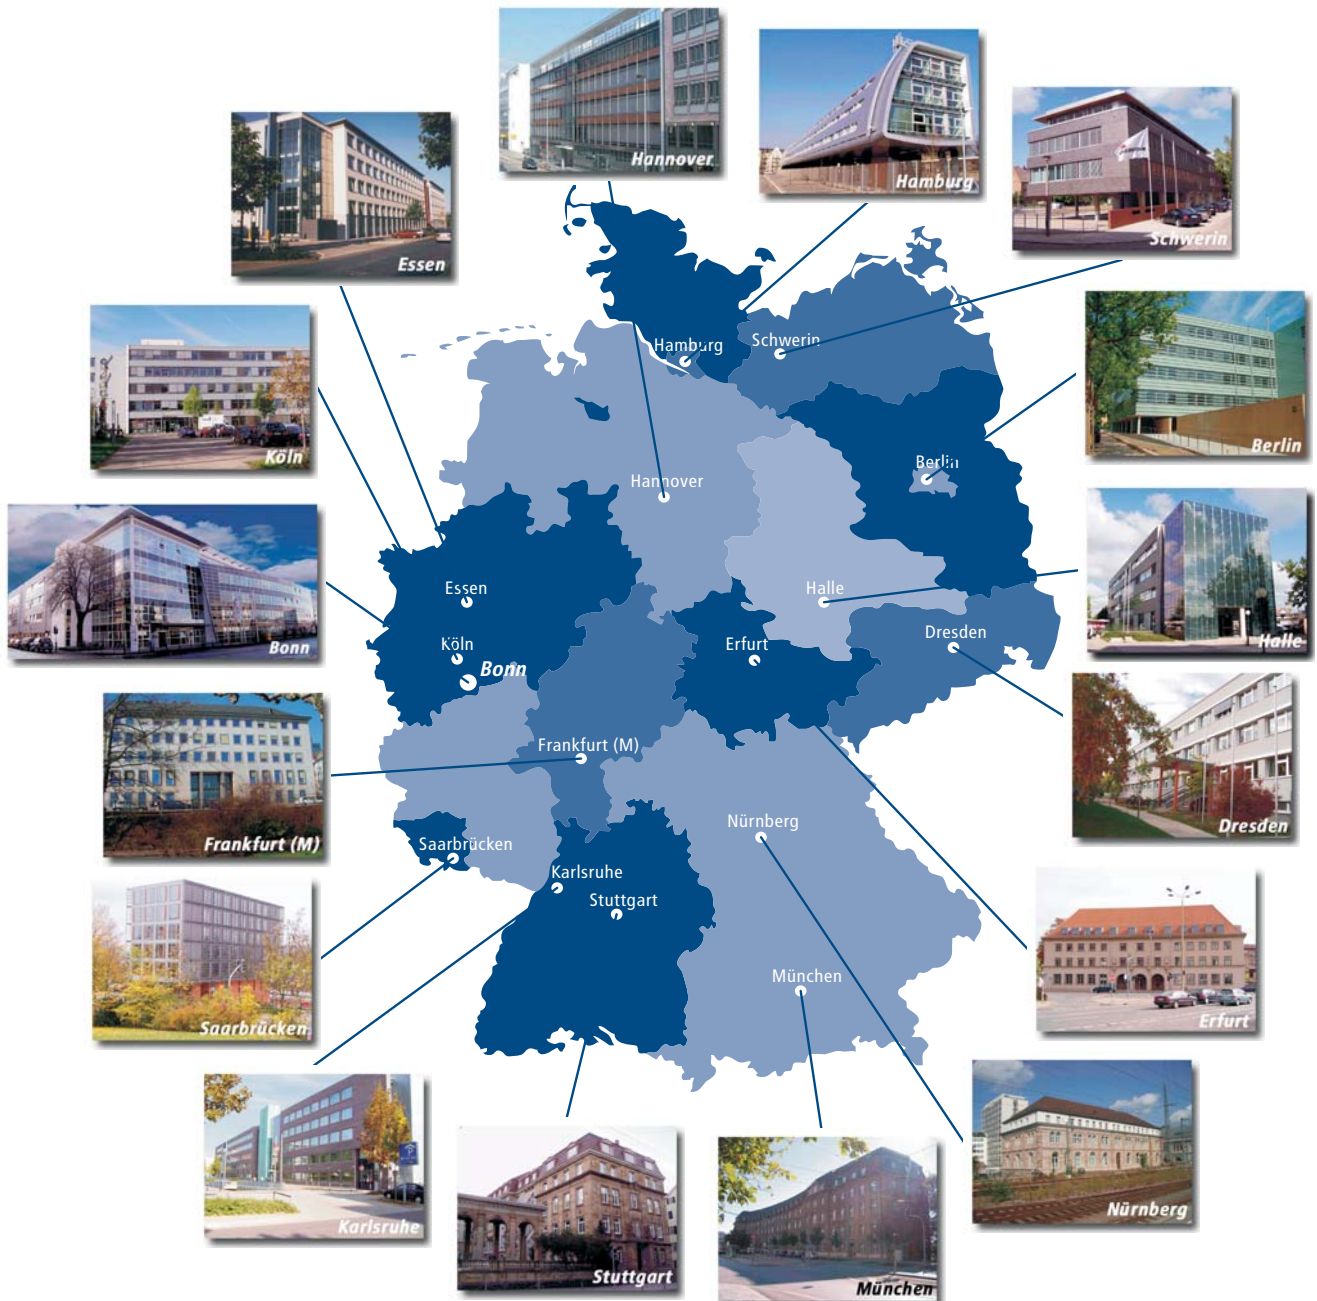 Hannover
Hamburg
Schwerin
Essen
Berlin
Köln
Bonn
Halle
Frankfurt (M)
Dresden
Saarbrücken
Erfurt
Karlsruhe
Nürnberg
Stuttgart
München
Hamburg
Schwerin
Berlin
Hannover
Essen
Halle
Köln
Bonn
Erfurt
Dresden
Frankfurt (M)
Nürnberg
Saarbrücken
Karlsruhe
Stuttgart
München